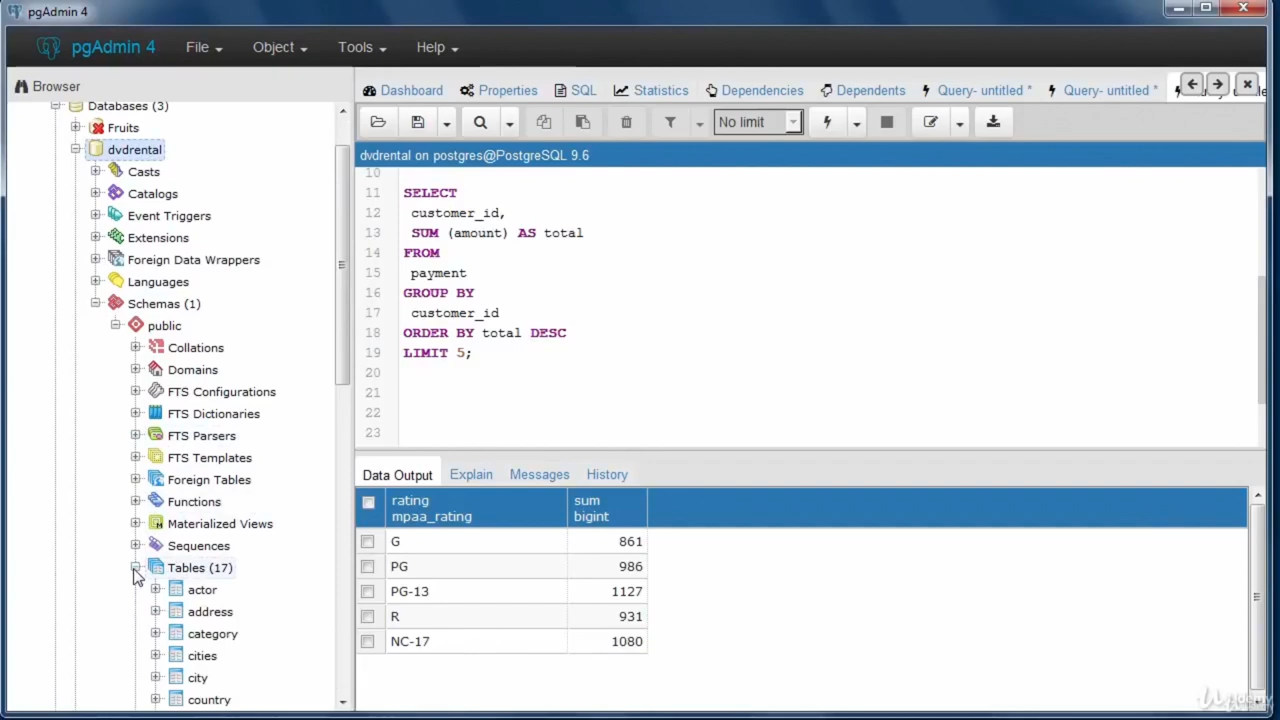 pgAdmin 4
pgAdmin 4 File Object Tools Help
Browser
Databases (3)
Fruits
dvdrental
Casts
Catalogs
Event Triggers
Extensions
Foreign Data Wrappers
Languages
Schemas (1)
public
Collations
Domains
FTS Configurations
FTS Dictionaries
FTS Parsers
FTS Templates
Foreign Tables
Functions
Materialized Views
Sequences
Tables (17)
actor
address
category
cities
city
country
Dashboard Properties SQL Statistics Dependencies Dependents Query- untitled * Query- untitled *
No limit
dvdrental on postgres@PostgreSQL 9.6
10
11 SELECT
12 customer_id,
13 SUM (amount) AS total
14 FROM
15 payment
16 GROUP BY
17 customer_id
18 ORDER BY total DESC
19 LIMIT 5;
20
21
22
23
Data Output Explain Messages History
rating sum
mpaa_rating bigint
G 861
PG 986
PG-13 1127
R 931
NC-17 1080